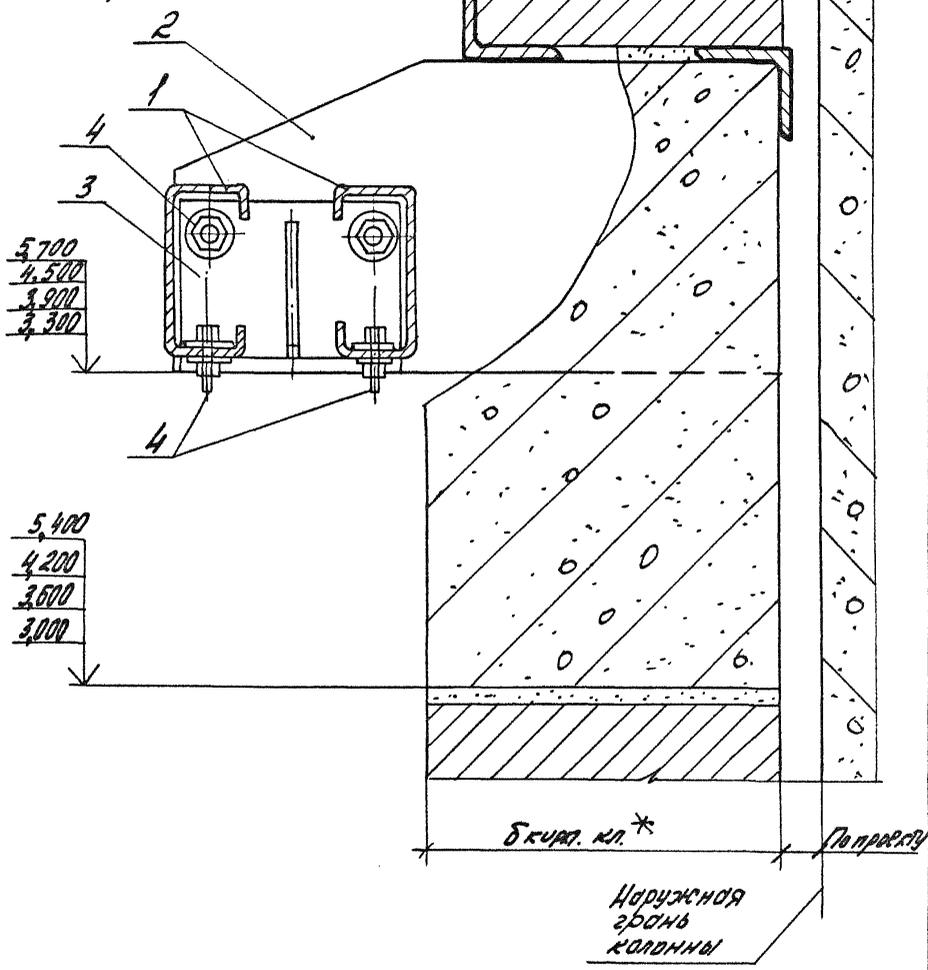 2
1
4
3
5,700
4,500
3,900
3,300
4
5,400
4,200
3,600
3,000
δ кирп. кл.*
По проекту
Наружная
грань
колонны